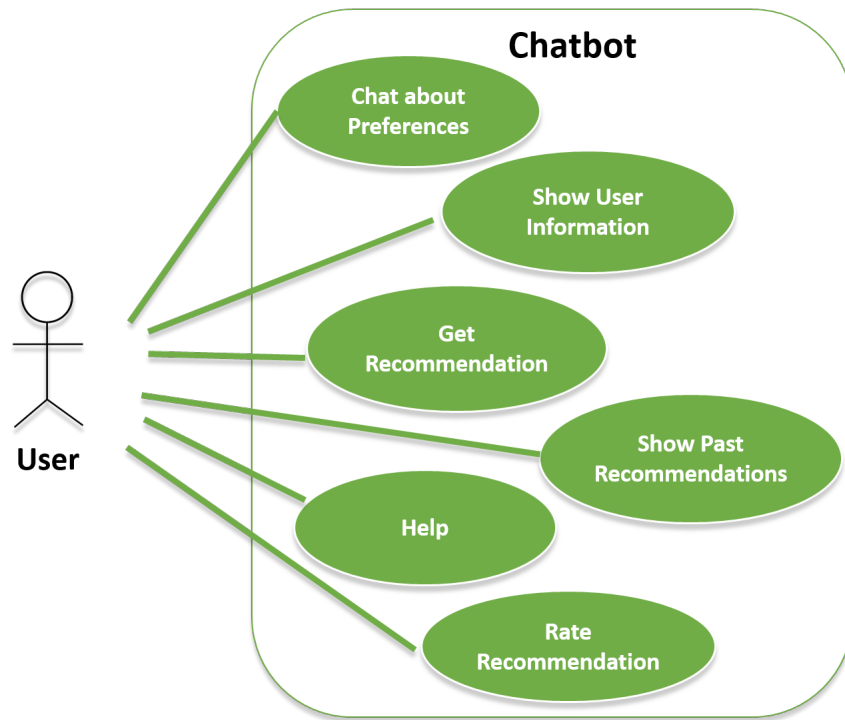 Chatbot
Chat about
Preferences
Show User
Information
Get
Recommendation
Show Past
Recommendations
User
Help
Rate
Recommendation